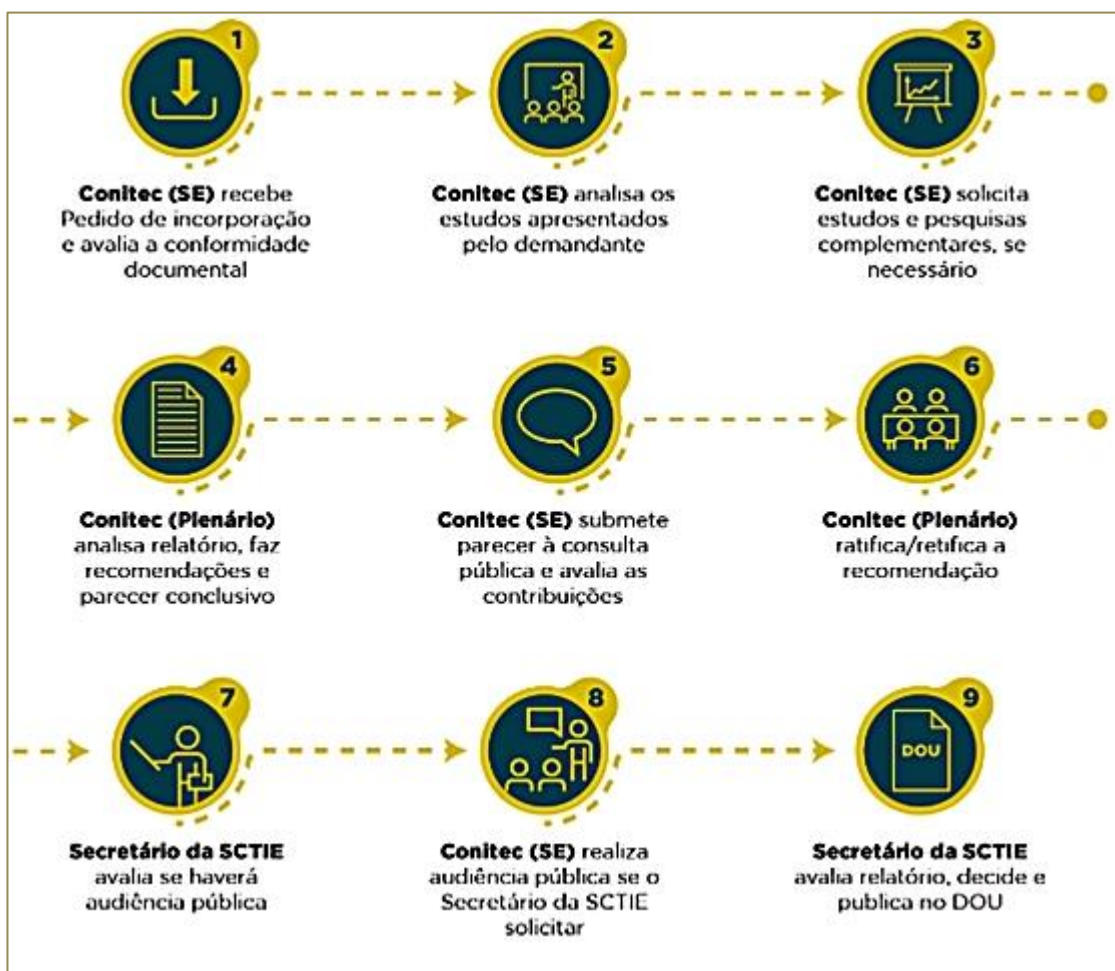 1
Conitec (SE) recebe
Pedido de incorporação
e avalia a conformidade
documental
2
Conitec (SE) analisa os
estudos apresentados
pelo demandante
3
Conitec (SE) solicita
estudos e pesquisas
complementares, se
necessário
4
Conitec (Plenário)
analisa relatório, faz
recomendações e
parecer conclusivo
5
Conitec (SE) submete
parecer à consulta
pública e avalia as
contribuições
6
Conitec (Plenário)
ratifica/retifica a
recomendação
7
Secretário da SCTIE
avalia se haverá
audiência pública
8
Conitec (SE) realiza
audiência pública se o
Secretário da SCTIE
solicitar
9
DOU
Secretário da SCTIE
avalia relatório, decide e
publica no DOU